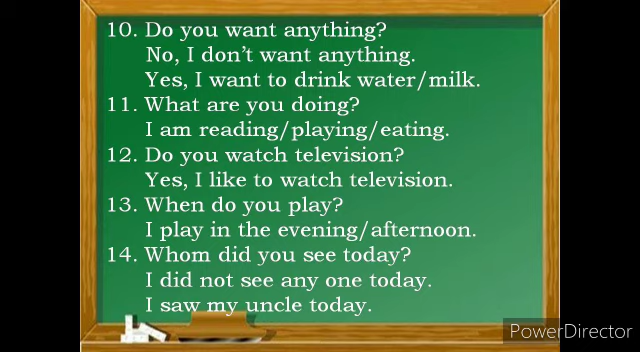 10. Do you want anything?
No, I don't want anything.
Yes, I want to drink water/milk.
11. What are you doing?
I am reading/playing/eating.
12. Do you watch television?
Yes, I like to watch television.
13. When do you play?
I play in the evening/afternoon.
14. Whom did you see today?
I did not see any one today.
I saw my uncle today.
PowerDirector